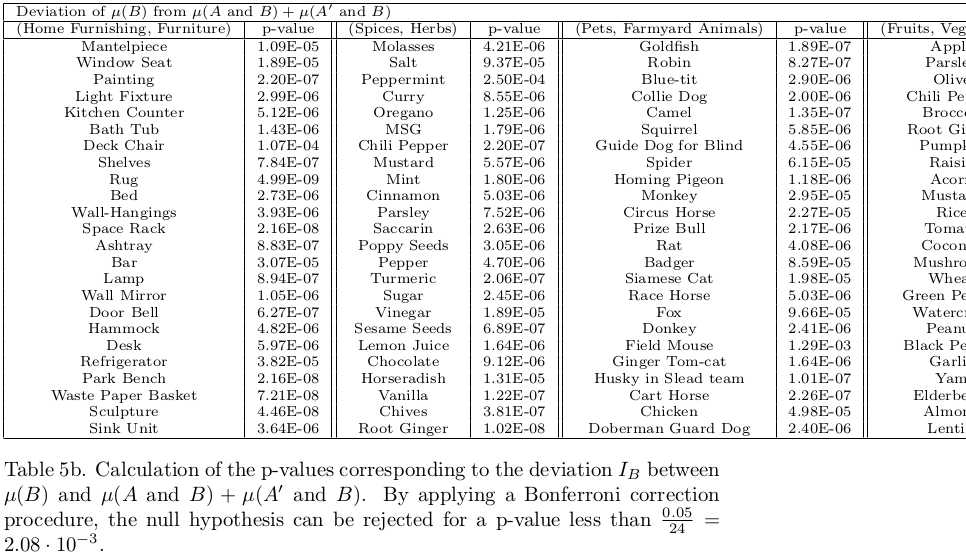 Deviation of μ(B) from μ(A and B) + μ(A′ and B)
(Home Furnishing, Furniture) p-value (Spices, Herbs) p-value (Pets, Farmyard Animals) p-value (Fruits, Veg
Mantelpiece 1.09E-05 Molasses 4.21E-06 Goldfish 1.89E-07 Appl
Window Seat 1.89E-05 Salt 9.37E-05 Robin 8.27E-07 Parsle
Painting 2.20E-07 Peppermint 2.50E-04 Blue-tit 2.90E-06 Olive
Light Fixture 2.99E-06 Curry 8.55E-06 Collie Dog 2.00E-06 Chili Pe
Kitchen Counter 5.12E-06 Oregano 1.25E-06 Camel 1.35E-07 Brocc
Bath Tub 1.43E-06 MSG 1.79E-06 Squirrel 5.85E-06 Root Gi
Deck Chair 1.07E-04 Chili Pepper 2.20E-07 Guide Dog for Blind 4.55E-06 Pumpk
Shelves 7.84E-07 Mustard 5.57E-06 Spider 6.15E-05 Raisi
Rug 4.99E-09 Mint 1.80E-06 Homing Pigeon 1.18E-06 Acor
Bed 2.73E-06 Cinnamon 5.03E-06 Monkey 2.95E-05 Musta
Wall-Hangings 3.93E-06 Parsley 7.52E-06 Circus Horse 2.27E-05 Rice
Space Rack 2.16E-08 Saccarin 2.63E-06 Prize Bull 2.17E-06 Toma
Ashtray 8.83E-07 Poppy Seeds 3.05E-06 Rat 4.08E-06 Cocon
Bar 3.07E-05 Pepper 4.70E-06 Badger 8.59E-05 Mushro
Lamp 8.94E-07 Turmeric 2.06E-07 Siamese Cat 1.98E-05 Whea
Wall Mirror 1.05E-06 Sugar 2.45E-06 Race Horse 5.03E-06 Green Pe
Door Bell 6.27E-07 Vinegar 1.89E-05 Fox 9.66E-05 Waterc
Hammock 4.82E-06 Sesame Seeds 6.89E-07 Donkey 2.41E-06 Peanu
Desk 5.97E-06 Lemon Juice 1.64E-06 Field Mouse 1.29E-03 Black Pe
Refrigerator 3.82E-05 Chocolate 9.12E-06 Ginger Tom-cat 1.64E-06 Garli
Park Bench 2.16E-08 Horseradish 1.31E-05 Husky in Slead team 1.01E-07 Yam
Waste Paper Basket 7.21E-08 Vanilla 1.22E-07 Cart Horse 2.26E-07 Elderbe
Sculpture 4.46E-08 Chives 3.81E-07 Chicken 4.98E-05 Almo
Sink Unit 3.64E-06 Root Ginger 1.02E-08 Doberman Guard Dog 2.40E-06 Lenti
Table 5b. Calculation of the p-values corresponding to the deviation I_B between
μ(B) and μ(A and B) + μ(A′ and B). By applying a Bonferroni correction
procedure, the null hypothesis can be rejected for a p-value less than 0.05/24 =
2.08 · 10⁻³.